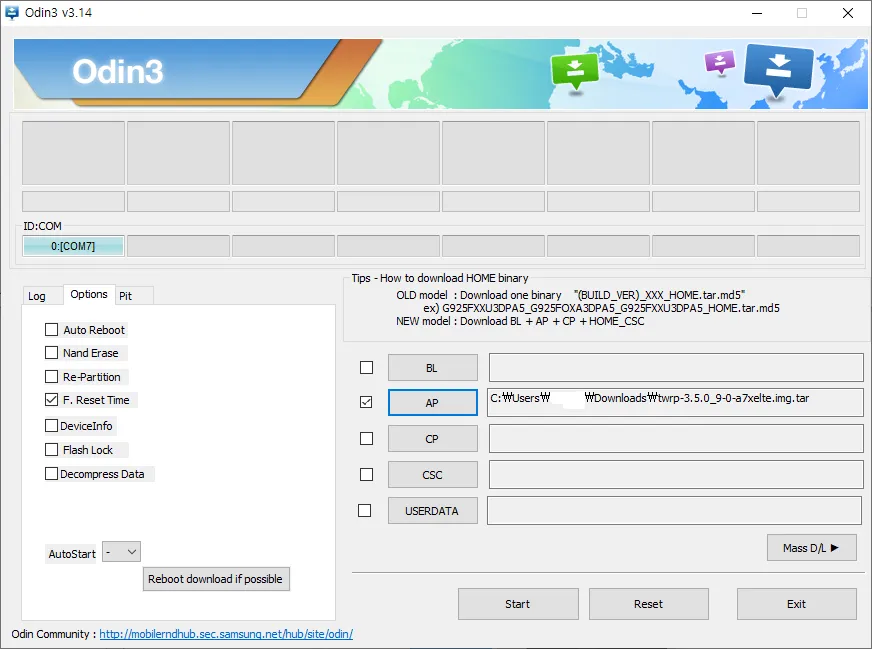 Odin3 v3.14
Odin3
ID:COM
0:[COM7]
Log
Options
Pit
Auto Reboot
Nand Erase
Re-Partition
F. Reset Time
DeviceInfo
Flash Lock
Decompress Data
AutoStart
-
Reboot download if possible
Tips - How to download HOME binary
OLD model : Download one binary "(BUILD_VER)_XXX_HOME.tar.md5"
ex) G925FXXU3DPA5_G925FOXA3DPA5_G925FXXU3DPA5_HOME.tar.md5
NEW model : Download BL + AP + CP + HOME_CSC
BL
AP
C:₩Users₩ ₩Downloads₩twrp-3.5.0_9-0-a7xelte.img.tar
CP
CSC
USERDATA
Mass D/L ▶
Start
Reset
Exit
Odin Community : http://mobilerndhub.sec.samsung.net/hub/site/odin/